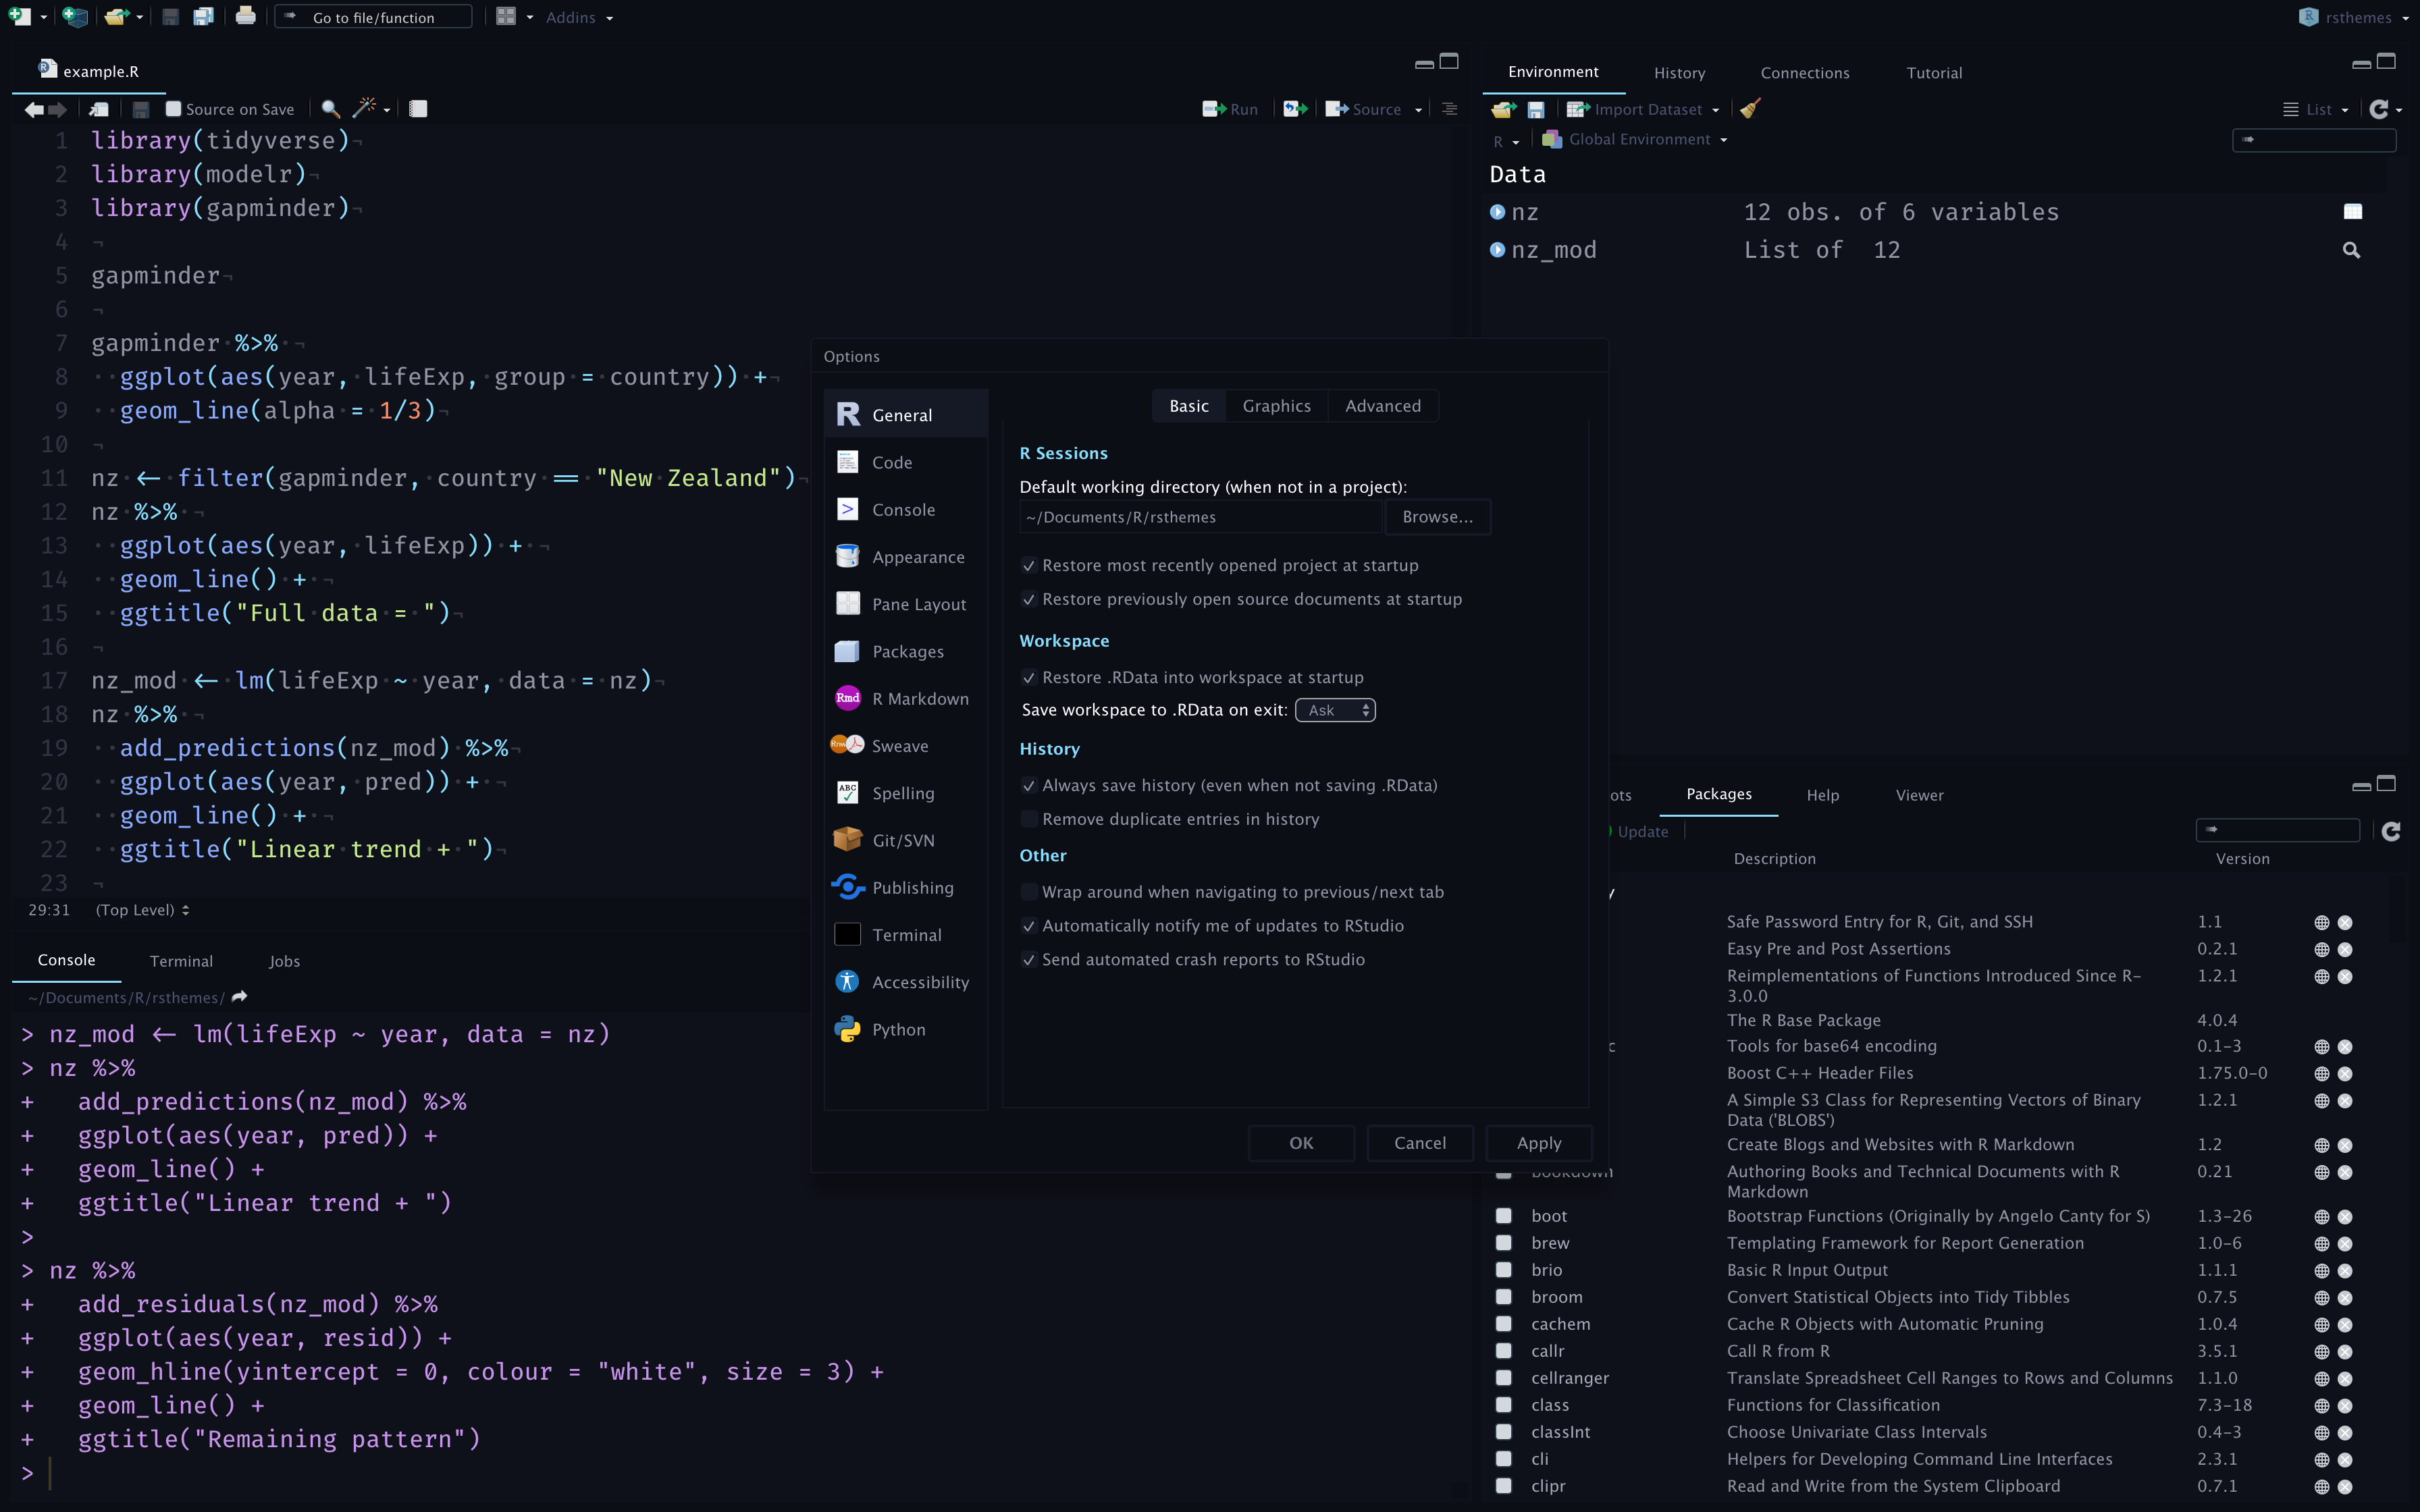 Go to file/function
Addins
rsthemes
example.R
Source on Save
Run
Source
1 library(tidyverse)¬
2 library(modelr)¬
3 library(gapminder)¬
4 ¬
5 gapminder¬
6 ¬
7 gapminder·%>%·¬
8 ··ggplot(aes(year,·lifeExp,·group·=·country))·+¬
9 ··geom_line(alpha·=·1/3)¬
10 ¬
11 nz·<-·filter(gapminder,·country·==·"New·Zealand")¬
12 nz·%>%·¬
13 ··ggplot(aes(year,·lifeExp))·+·¬
14 ··geom_line()·+·¬
15 ··ggtitle("Full·data·=·")¬
16 ¬
17 nz_mod·<-·lm(lifeExp·~·year,·data·=·nz)¬
18 nz·%>%·¬
19 ··add_predictions(nz_mod)·%>%¬
20 ··ggplot(aes(year,·pred))·+·¬
21 ··geom_line()·+·¬
22 ··ggtitle("Linear·trend·+·")¬
23 ¬
29:31 (Top Level)
Console Terminal Jobs
~/Documents/R/rsthemes/
> nz_mod <- lm(lifeExp ~ year, data = nz)
> nz %>%
+   add_predictions(nz_mod) %>%
+   ggplot(aes(year, pred)) +
+   geom_line() +
+   ggtitle("Linear trend + ")
>
> nz %>%
+   add_residuals(nz_mod) %>%
+   ggplot(aes(year, resid)) +
+   geom_hline(yintercept = 0, colour = "white", size = 3) +
+   geom_line() +
+   ggtitle("Remaining pattern")
>
Options
General
Code
Console
Appearance
Pane Layout
Packages
Rmd R Markdown
Rnw Sweave
ABC Spelling
Git/SVN
Publishing
Terminal
Accessibility
Python
Basic Graphics Advanced
R Sessions
Default working directory (when not in a project):
~/Documents/R/rsthemes Browse...
Restore most recently opened project at startup
Restore previously open source documents at startup
Workspace
Restore .RData into workspace at startup
Save workspace to .RData on exit: Ask
History
Always save history (even when not saving .RData)
Remove duplicate entries in history
Other
Wrap around when navigating to previous/next tab
Automatically notify me of updates to RStudio
Send automated crash reports to RStudio
OK Cancel Apply
Environment History Connections Tutorial
Import Dataset List
R Global Environment
Data
nz 12 obs. of 6 variables
nz_mod List of  12
ots Packages Help Viewer
Update
Description Version
y
Safe Password Entry for R, Git, and SSH 1.1
Easy Pre and Post Assertions 0.2.1
Reimplementations of Functions Introduced Since R- 1.2.1
3.0.0
The R Base Package 4.0.4
c Tools for base64 encoding 0.1-3
Boost C++ Header Files 1.75.0-0
A Simple S3 Class for Representing Vectors of Binary 1.2.1
Data ('BLOBS')
Create Blogs and Websites with R Markdown 1.2
bookdown Authoring Books and Technical Documents with R 0.21
Markdown
boot Bootstrap Functions (Originally by Angelo Canty for S) 1.3-26
brew Templating Framework for Report Generation 1.0-6
brio Basic R Input Output 1.1.1
broom Convert Statistical Objects into Tidy Tibbles 0.7.5
cachem Cache R Objects with Automatic Pruning 1.0.4
callr Call R from R 3.5.1
cellranger Translate Spreadsheet Cell Ranges to Rows and Columns 1.1.0
class Functions for Classification 7.3-18
classInt Choose Univariate Class Intervals 0.4-3
cli Helpers for Developing Command Line Interfaces 2.3.1
clipr Read and Write from the System Clipboard 0.7.1